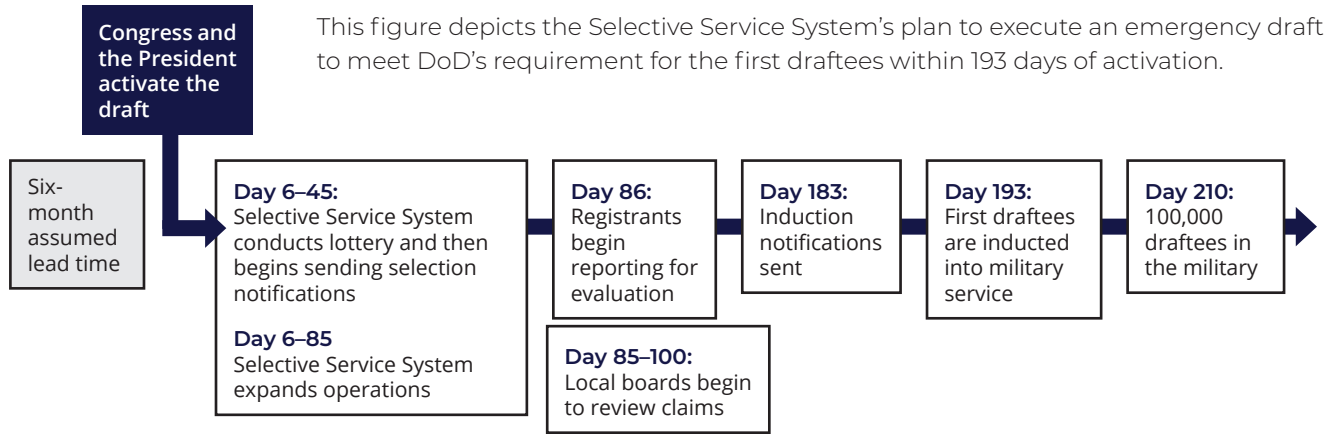 Congress and
the President
activate the
draft
This figure depicts the Selective Service System’s plan to execute an emergency draft
to meet DoD’s requirement for the first draftees within 193 days of activation.
Six-
month
assumed
lead time
Day 6–45:
Selective Service System
conducts lottery and then
begins sending selection
notifications
Day 6–85
Selective Service System
expands operations
Day 86:
Registrants
begin
reporting for
evaluation
Day 85–100:
Local boards begin
to review claims
Day 183:
Induction
notifications
sent
Day 193:
First draftees
are inducted
into military
service
Day 210:
100,000
draftees in
the military